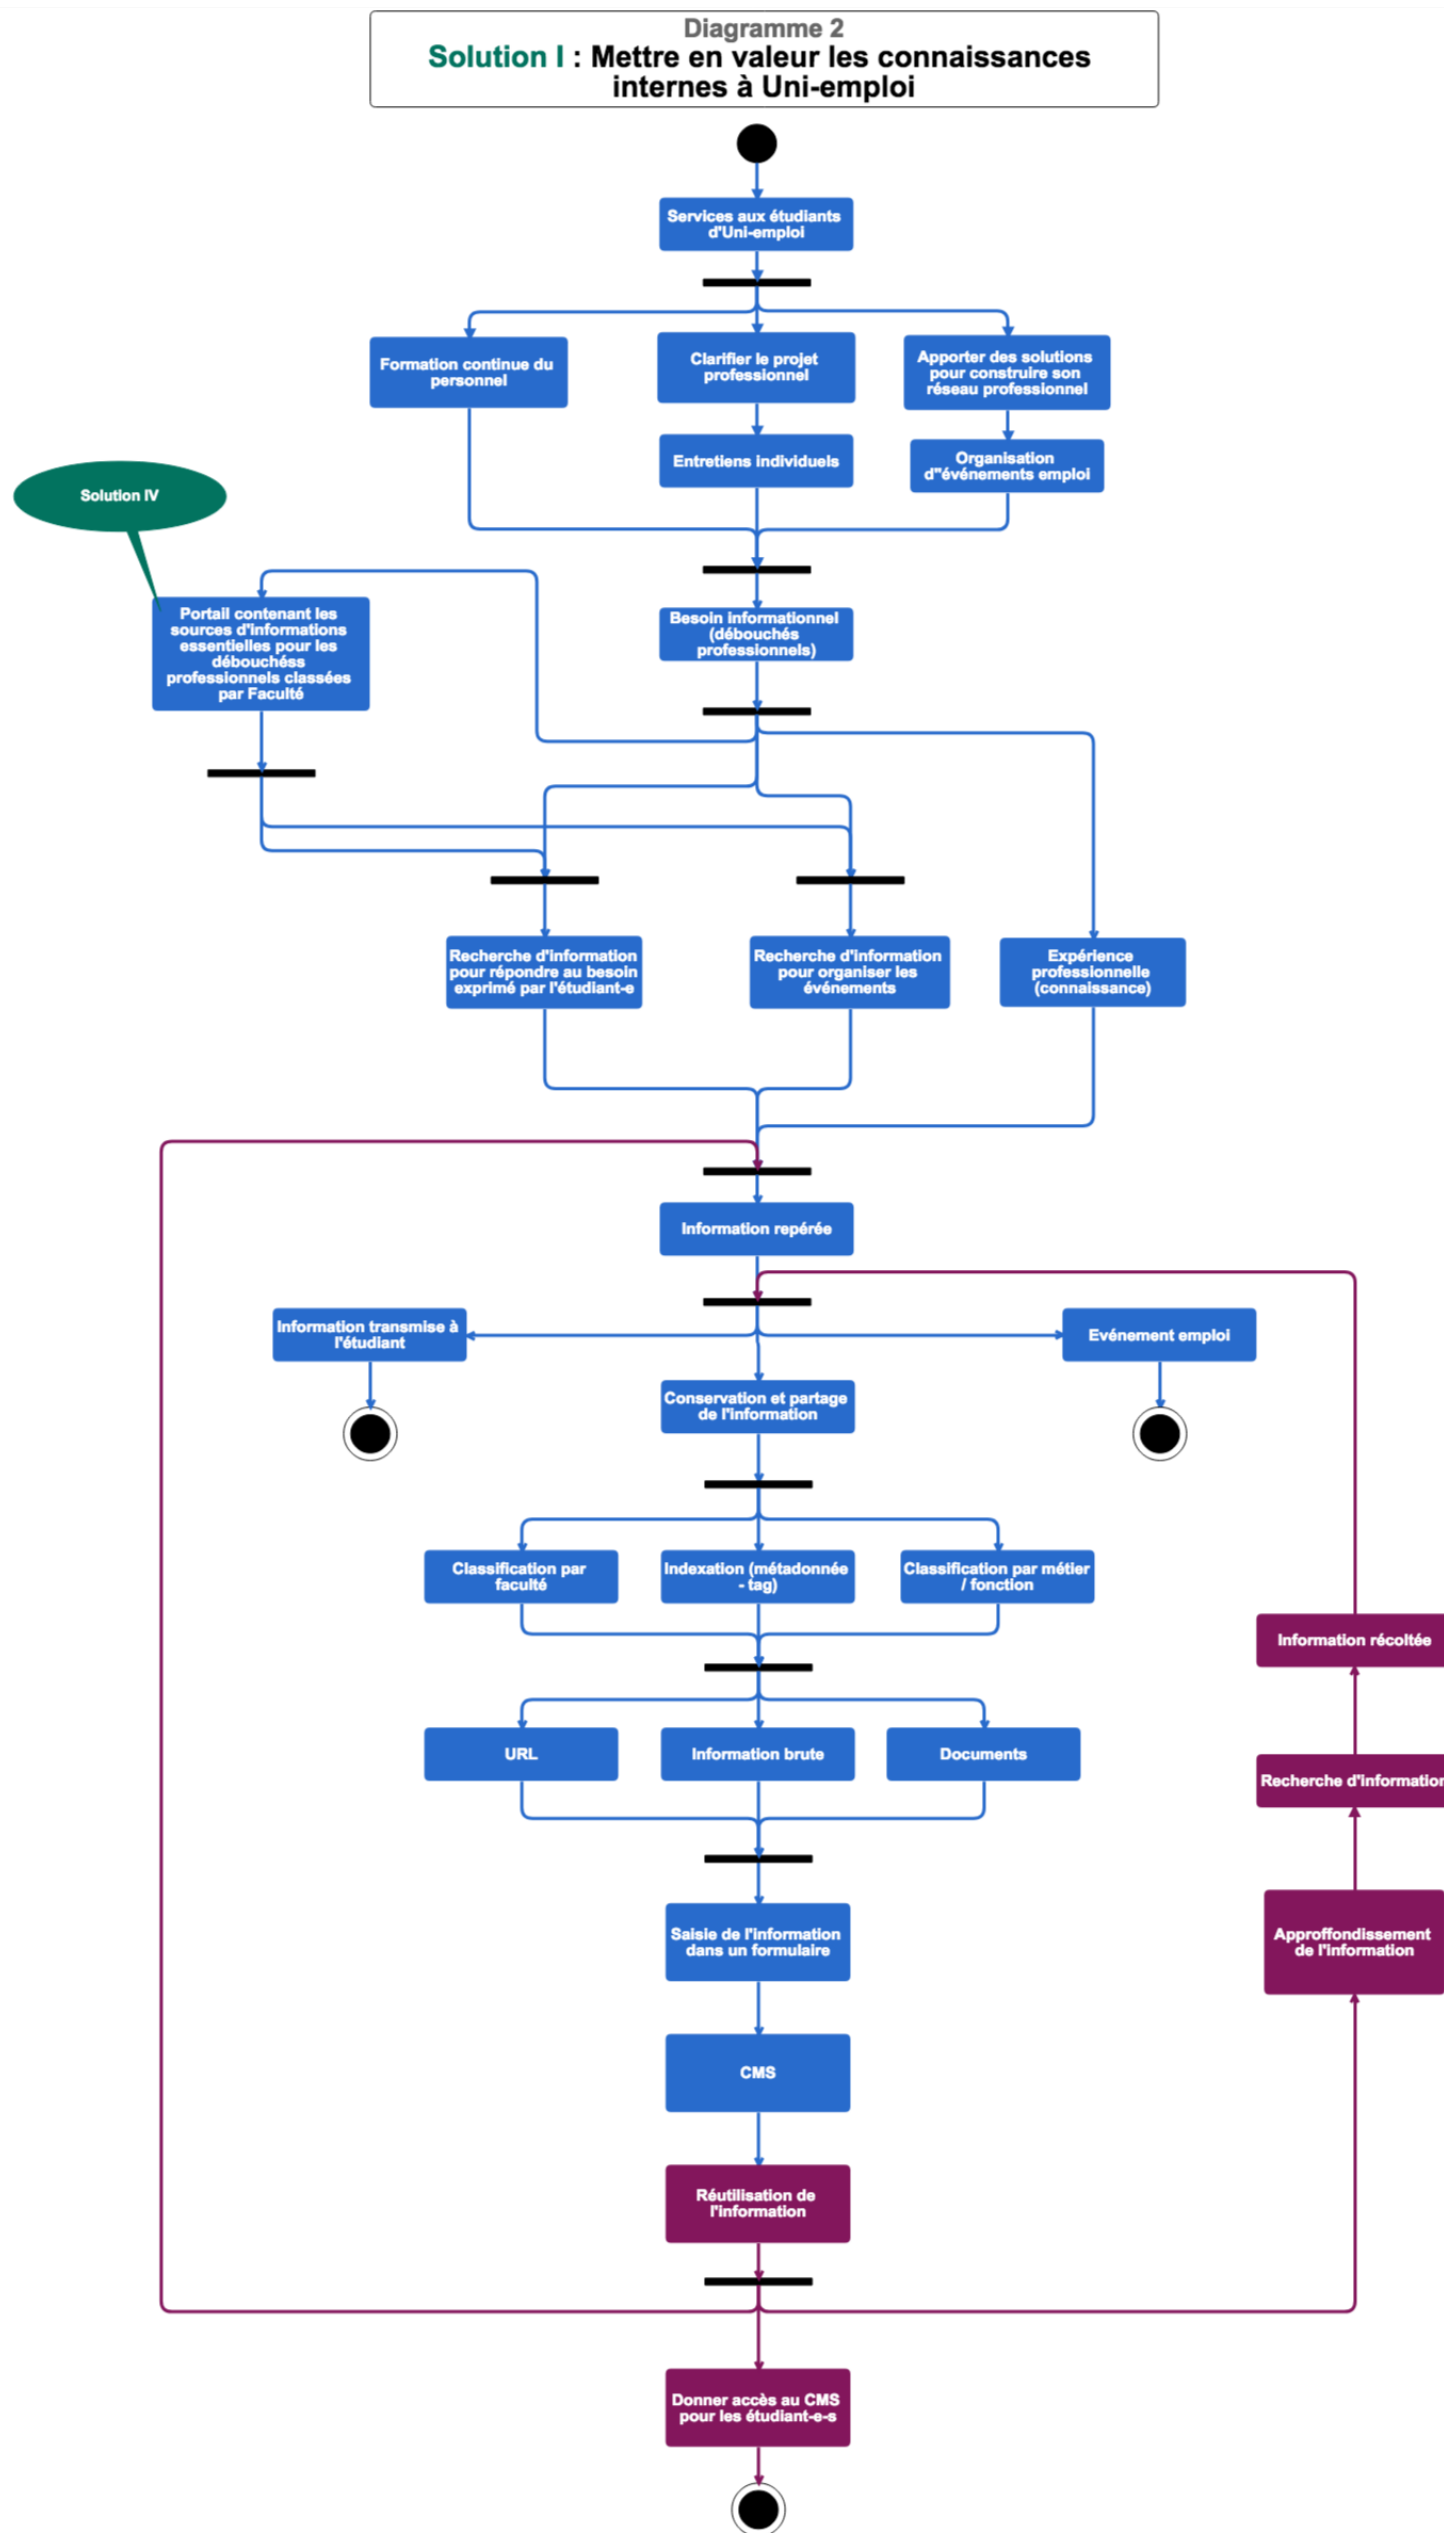 Diagramme 2
Solution I : Mettre en valeur les connaissances
internes à Uni-emploi
Services aux étudiants
d'Uni-emploi
Formation continue du
personnel
Clarifier le projet
professionnel
Apporter des solutions
pour construire son
réseau professionnel
Entretiens individuels
Organisation
d"événements emploi
Solution IV
Portail contenant les
sources d'informations
essentielles pour les
débouchéss
professionnels classées
par Faculté
Besoin informationnel
(débouchés
professionnels)
Recherche d'information
pour répondre au besoin
exprimé par l'étudiant-e
Recherche d'information
pour organiser les
événements
Expérience
professionnelle
(connaissance)
Information repérée
Information transmise à
l'étudiant
Evénement emploi
Conservation et partage
de l'information
Classification par
faculté
Indexation (métadonnée
- tag)
Classification par métier
/ fonction
Information récoltée
URL
Information brute
Documents
Recherche d'information
Saisie de l'information
dans un formulaire
Approffondissement
de l'information
CMS
Réutilisation de
l'information
Donner accès au CMS
pour les étudiant-e-s